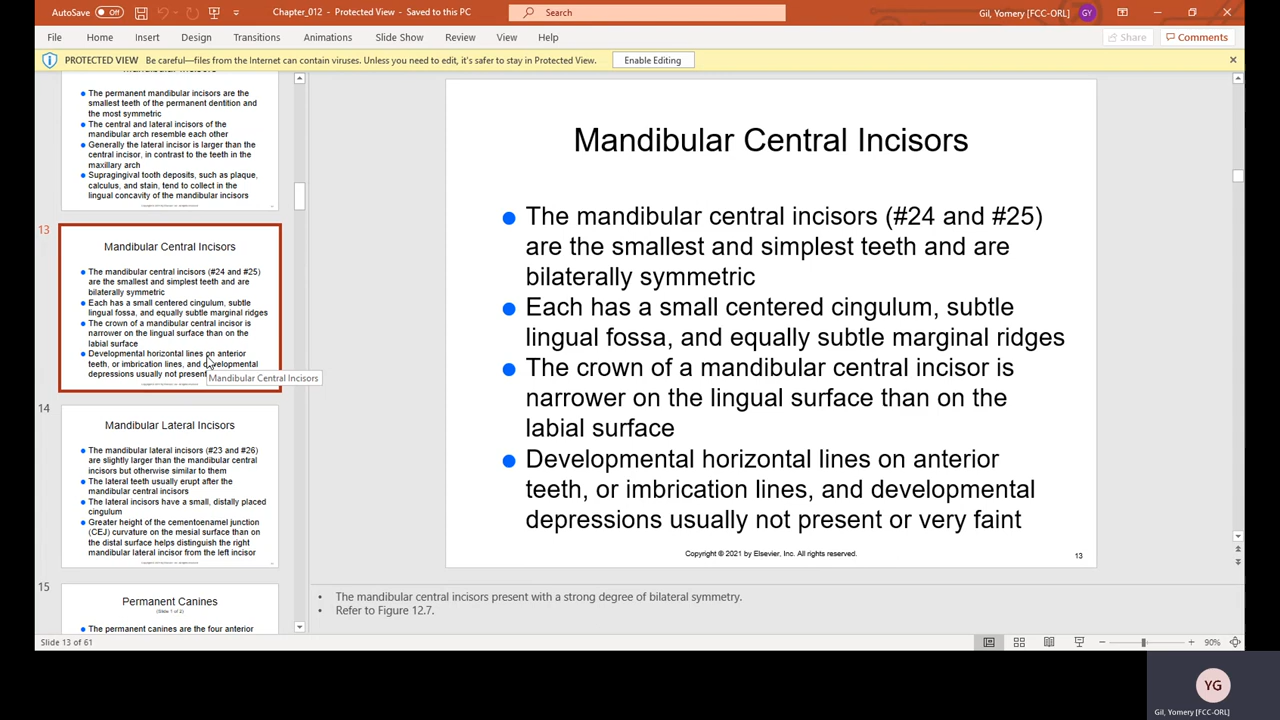 AutoSave Off Chapter_012 - Protected View - Saved to this PC Search Gil, Yomery [FCC-ORL] GY
File Home Insert Design Transitions Animations Slide Show Review View Help Share Comments
PROTECTED VIEW Be careful—files from the Internet can contain viruses. Unless you need to edit, it's safer to stay in Protected View. Enable Editing
The permanent mandibular incisors are the
smallest teeth of the permanent dentition and
the most symmetric
The central and lateral incisors of the
mandibular arch resemble each other
Generally the lateral incisor is larger than the
central incisor, in contrast to the teeth in the
maxillary arch
Supragingival tooth deposits, such as plaque,
calculus, and stain, tend to collect in the
lingual concavity of the mandibular incisors
13
Mandibular Central Incisors
The mandibular central incisors (#24 and #25)
are the smallest and simplest teeth and are
bilaterally symmetric
Each has a small centered cingulum, subtle
lingual fossa, and equally subtle marginal ridges
The crown of a mandibular central incisor is
narrower on the lingual surface than on the
labial surface
Developmental horizontal lines on anterior
teeth, or imbrication lines, and developmental
depressions usually not present
Mandibular Central Incisors
14
Mandibular Lateral Incisors
The mandibular lateral incisors (#23 and #26)
are slightly larger than the mandibular central
incisors but otherwise similar to them
The lateral teeth usually erupt after the
mandibular central incisors
The lateral incisors have a small, distally placed
cingulum
Greater height of the cementoenamel junction
(CEJ) curvature on the mesial surface than on
the distal surface helps distinguish the right
mandibular lateral incisor from the left incisor
15
Permanent Canines
(Slide 1 of 2)
The permanent canines are the four anterior
Mandibular Central Incisors
The mandibular central incisors (#24 and #25)
are the smallest and simplest teeth and are
bilaterally symmetric
Each has a small centered cingulum, subtle
lingual fossa, and equally subtle marginal ridges
The crown of a mandibular central incisor is
narrower on the lingual surface than on the
labial surface
Developmental horizontal lines on anterior
teeth, or imbrication lines, and developmental
depressions usually not present or very faint
Copyright © 2021 by Elsevier, Inc. All rights reserved.
13
• The mandibular central incisors present with a strong degree of bilateral symmetry.
• Refer to Figure 12.7.
Slide 13 of 61 90%
YG
Gil, Yomery [FCC-ORL]